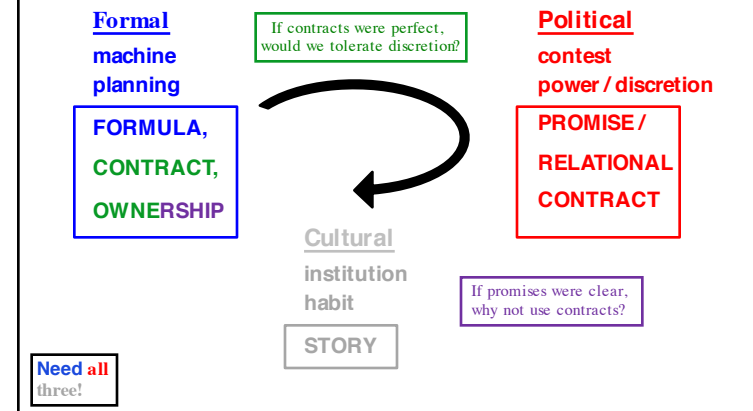 Formal
machine
planning
FORMULA,
CONTRACT,
OWNERSHIP
If contracts were perfect,
would we tolerate discretion?
Political
contest
power / discretion
PROMISE /
RELATIONAL
CONTRACT
Cultural
institution
habit
STORY
If promises were clear,
why not use contracts?
Need all
three!